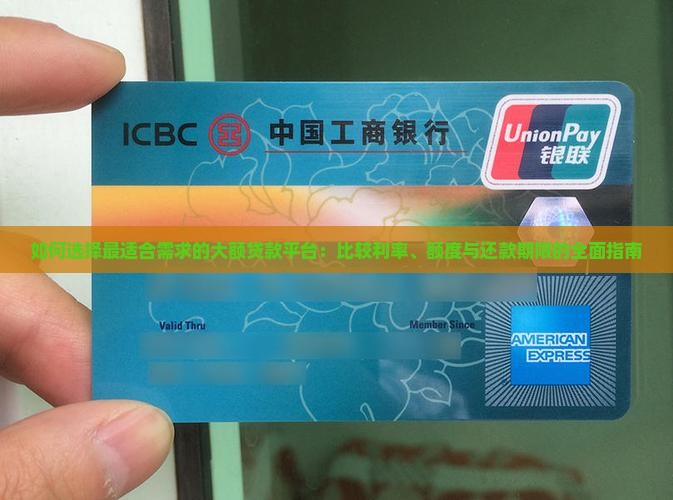 ICBC 中国工商银行
UnionPay
银联
如何选择最适合需求的大额贷款平台：比较利率、额度与还款期限的全面指南
Valid Thru
Member Since
AMERICAN
EXPRESS